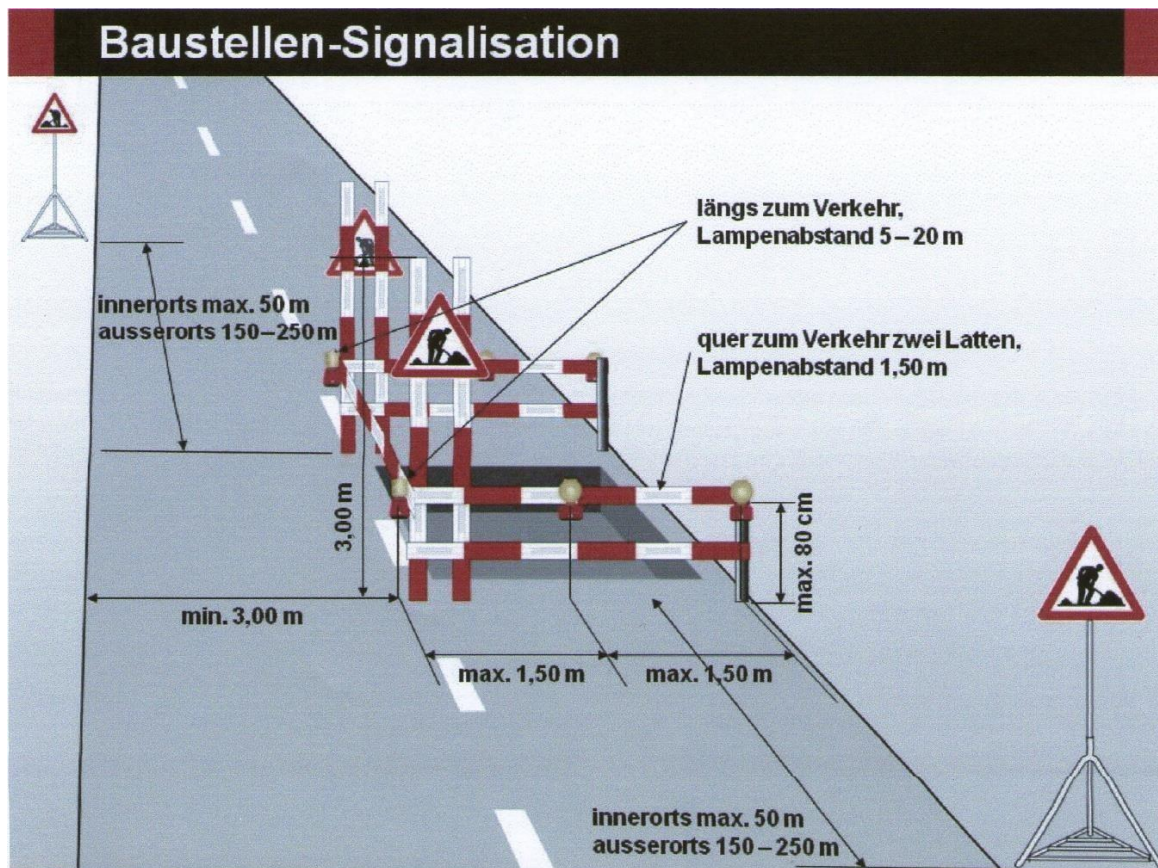 Baustellen-Signalisation
längs zum Verkehr,
Lampenabstand 5–20 m
innerorts max. 50 m
ausserorts 150–250 m
quer zum Verkehr zwei Latten,
Lampenabstand 1,50 m
3,00 m
max. 80 cm
min. 3,00 m
max. 1,50 m
max. 1,50 m
innerorts max. 50 m
ausserorts 150–250 m